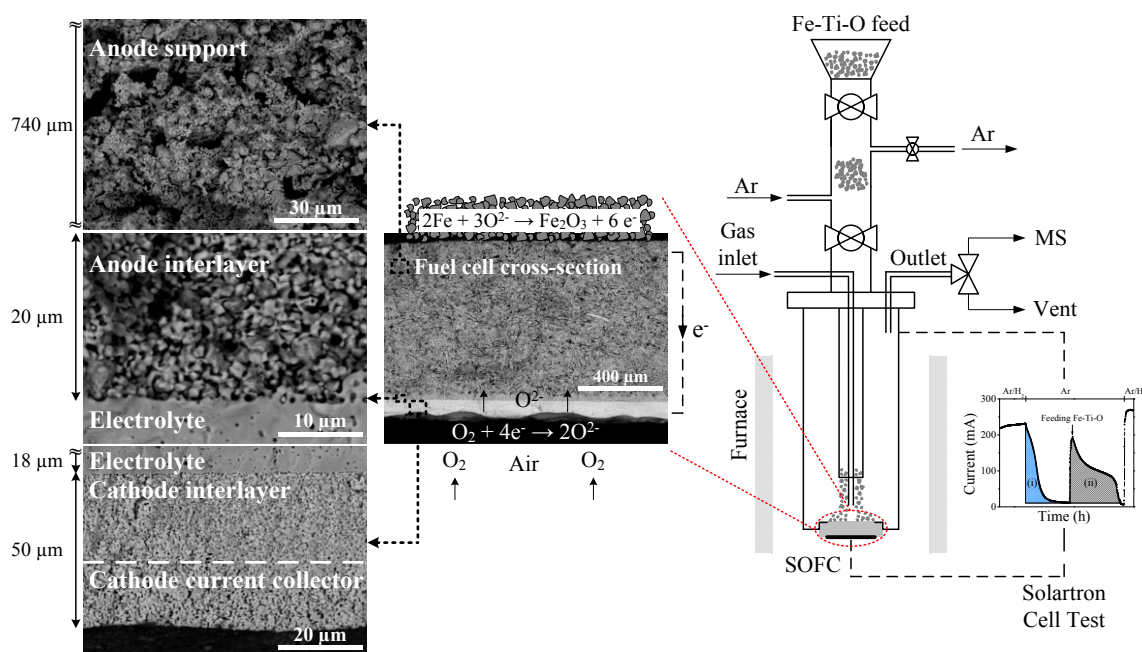 Anode support
740 µm
30 µm
Anode interlayer
20 µm
Electrolyte
10 µm
Electrolyte
18 µm
Cathode interlayer
50 µm
Cathode current collector
20 µm
2Fe + 3O²⁻ → Fe₂O₃ + 6 e⁻
Fuel cell cross-section
e⁻
400 µm
O²⁻
O₂ + 4e⁻ → 2O²⁻
O₂ Air O₂
Fe-Ti-O feed
Ar
Ar
Gas
inlet
Outlet
MS
Vent
Furnace
SOFC
Ar/H₂ Ar Ar/H
Feeding Fe-Ti-O
300
200
100
0
Current (mA)
(i)
(ii)
Time (h)
Solartron
Cell Test